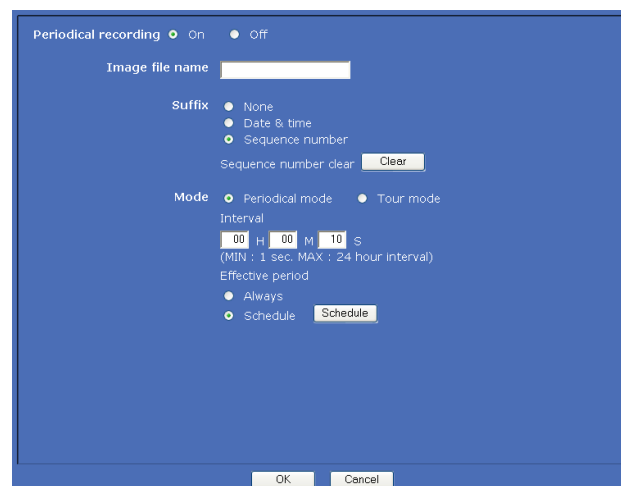 Periodical recording On Off
Image file name
Suffix None
Date & time
Sequence number
Sequence number clear Clear
Mode Periodical mode Tour mode
Interval
00 H 00 M 10 S
(MIN : 1 sec. MAX : 24 hour interval)
Effective period
Always
Schedule Schedule
OK Cancel